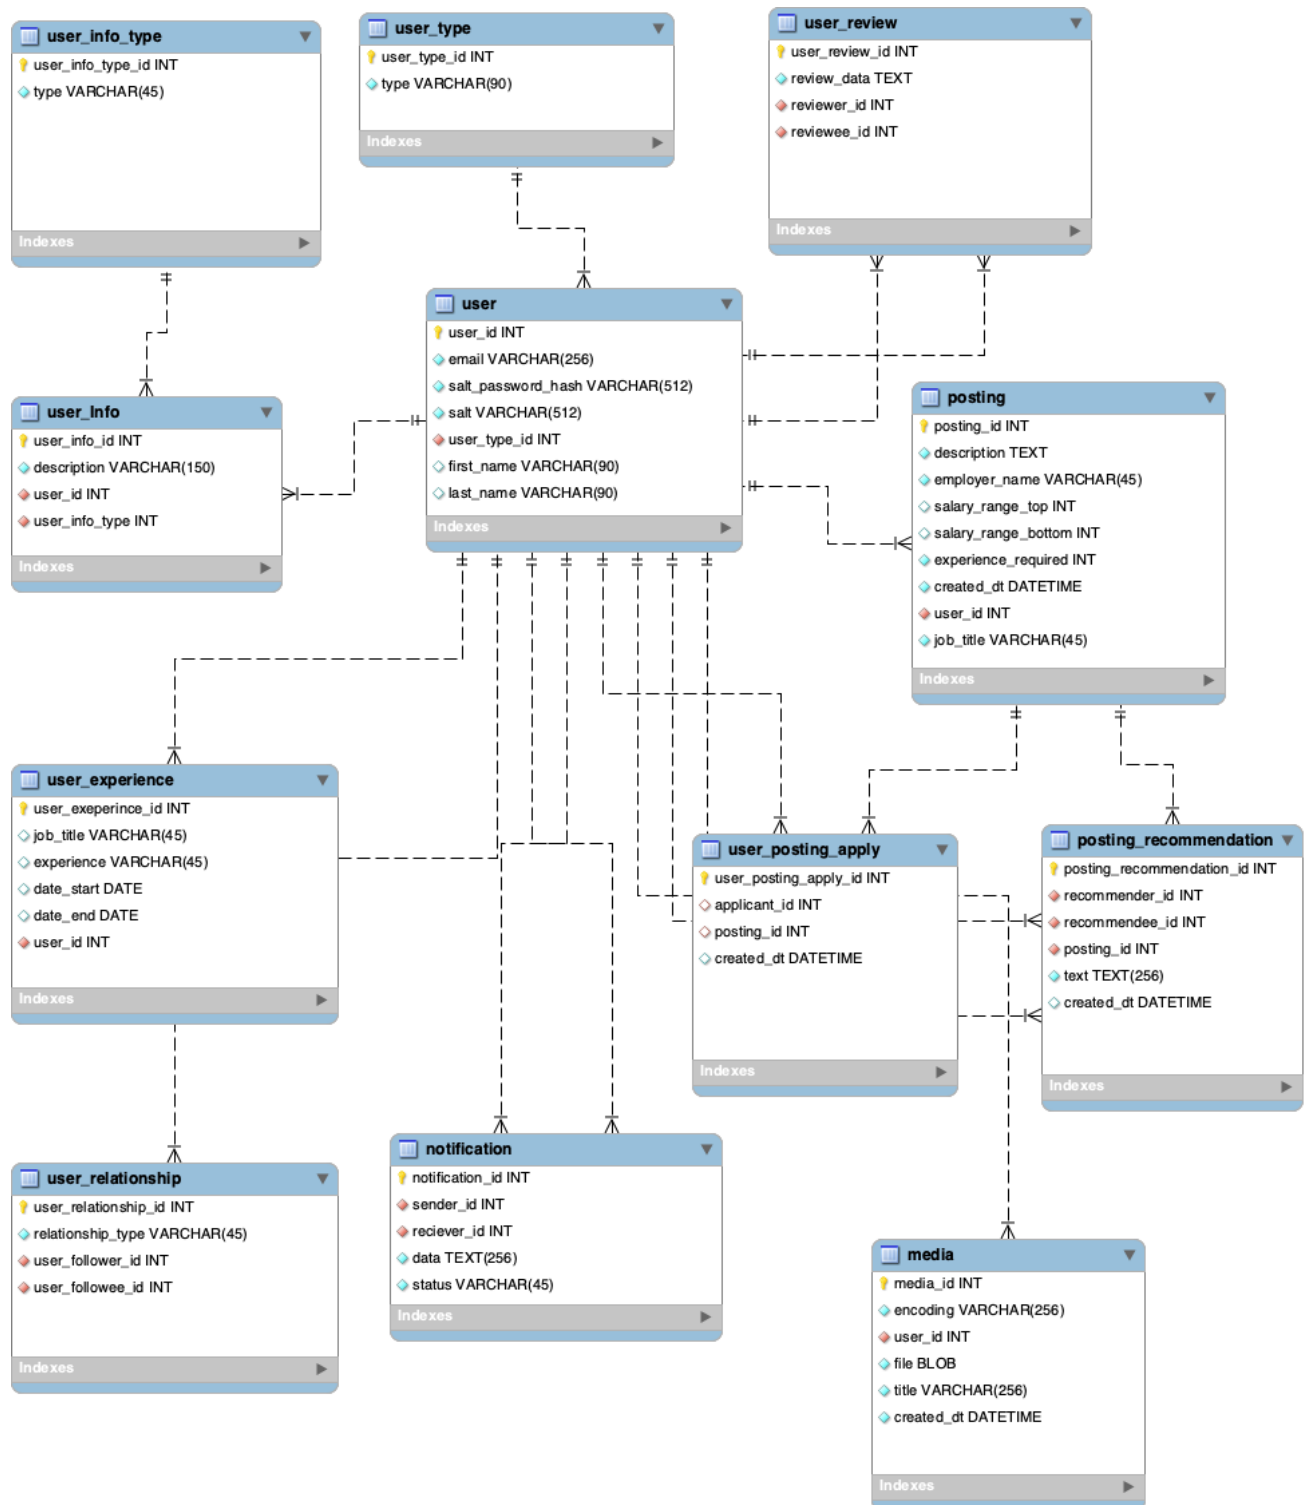 user_info_type
user_info_type_id INT
type VARCHAR(45)
Indexes
user_type
user_type_id INT
type VARCHAR(90)
Indexes
user_review
user_review_id INT
review_data TEXT
reviewer_id INT
reviewee_id INT
Indexes
user
user_id INT
email VARCHAR(256)
salt_password_hash VARCHAR(512)
salt VARCHAR(512)
user_type_id INT
first_name VARCHAR(90)
last_name VARCHAR(90)
Indexes
user_Info
user_info_id INT
description VARCHAR(150)
user_id INT
user_info_type INT
Indexes
posting
posting_id INT
description TEXT
employer_name VARCHAR(45)
salary_range_top INT
salary_range_bottom INT
experience_required INT
created_dt DATETIME
user_id INT
job_title VARCHAR(45)
Indexes
user_experience
user_exeperince_id INT
job_title VARCHAR(45)
experience VARCHAR(45)
date_start DATE
date_end DATE
user_id INT
Indexes
user_posting_apply
user_posting_apply_id INT
applicant_id INT
posting_id INT
created_dt DATETIME
Indexes
posting_recommendation
posting_recommendation_id INT
recommender_id INT
recommendee_id INT
posting_id INT
text TEXT(256)
created_dt DATETIME
Indexes
user_relationship
user_relationship_id INT
relationship_type VARCHAR(45)
user_follower_id INT
user_followee_id INT
Indexes
notification
notification_id INT
sender_id INT
reciever_id INT
data TEXT(256)
status VARCHAR(45)
Indexes
media
media_id INT
encoding VARCHAR(256)
user_id INT
file BLOB
title VARCHAR(256)
created_dt DATETIME
Indexes